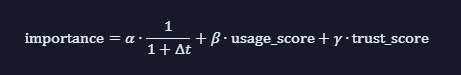 importance = α · 1 / (1 + Δt) + β · usage_score + γ · trust_score